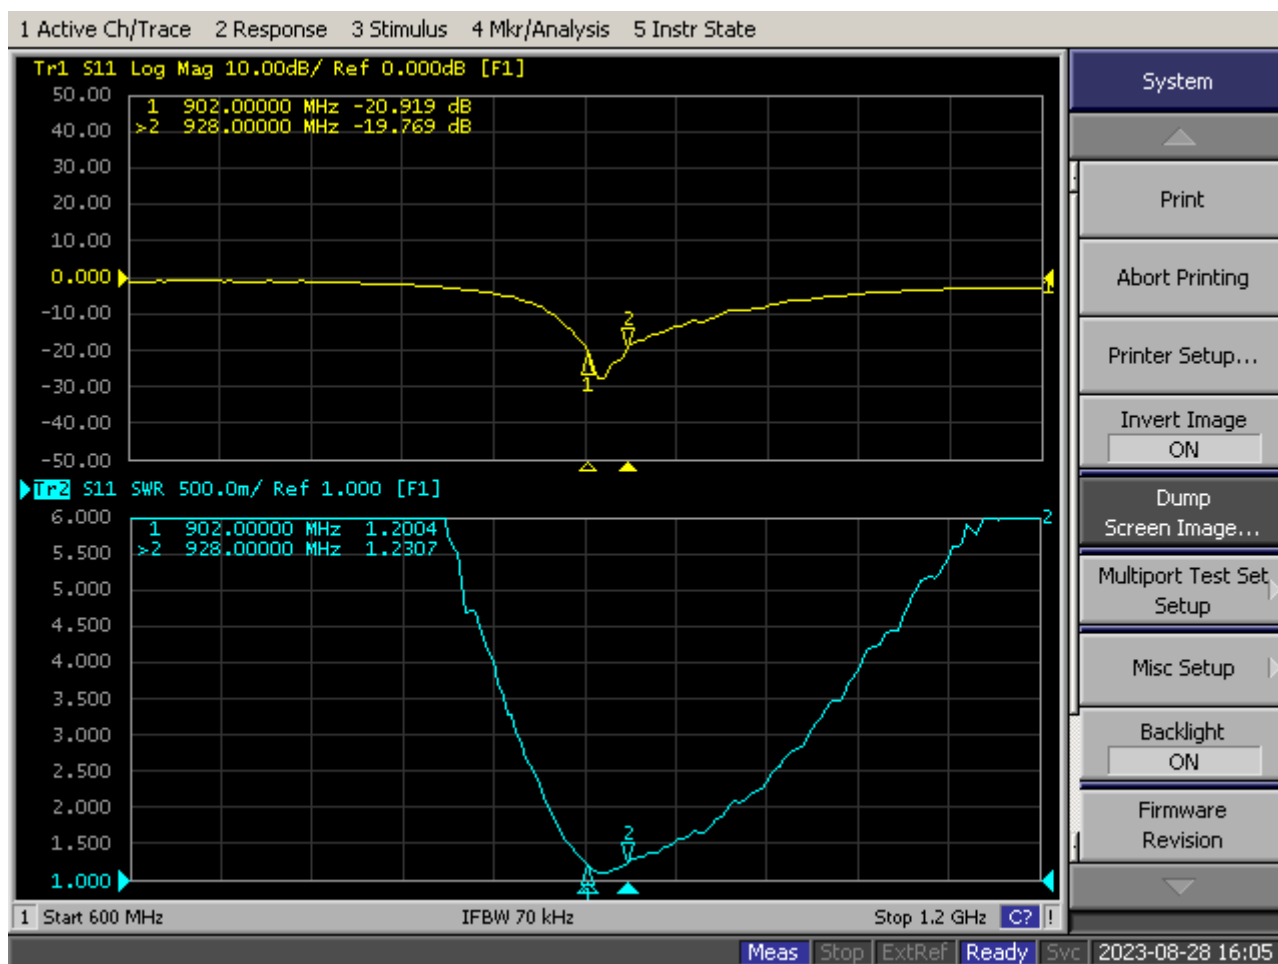 1 Active Ch/Trace 2 Response 3 Stimulus 4 Mkr/Analysis 5 Instr State
Tr1 S11 Log Mag 10.00dB/ Ref 0.000dB [F1]
50.00
1 902.00000 MHz -20.919 dB
>2 928.00000 MHz -19.769 dB
40.00
30.00
20.00
10.00
0.000
1
-10.00
2
-20.00
-30.00
1
-40.00
-50.00
Tr2 S11 SWR 500.0m/ Ref 1.000 [F1]
6.000
2
1 902.00000 MHz 1.2004
>2 928.00000 MHz 1.2307
5.500
5.000
4.500
4.000
3.500
3.000
2.500
2.000
1.500
2
1.000
1
1 Start 600 MHz IFBW 70 kHz Stop 1.2 GHz C? !
System
Print
Abort Printing
Printer Setup...
Invert Image
ON
Dump
Screen Image...
Multiport Test Set
Setup
Misc Setup
Backlight
ON
Firmware
Revision
Meas Stop ExtRef Ready Svc 2023-08-28 16:05